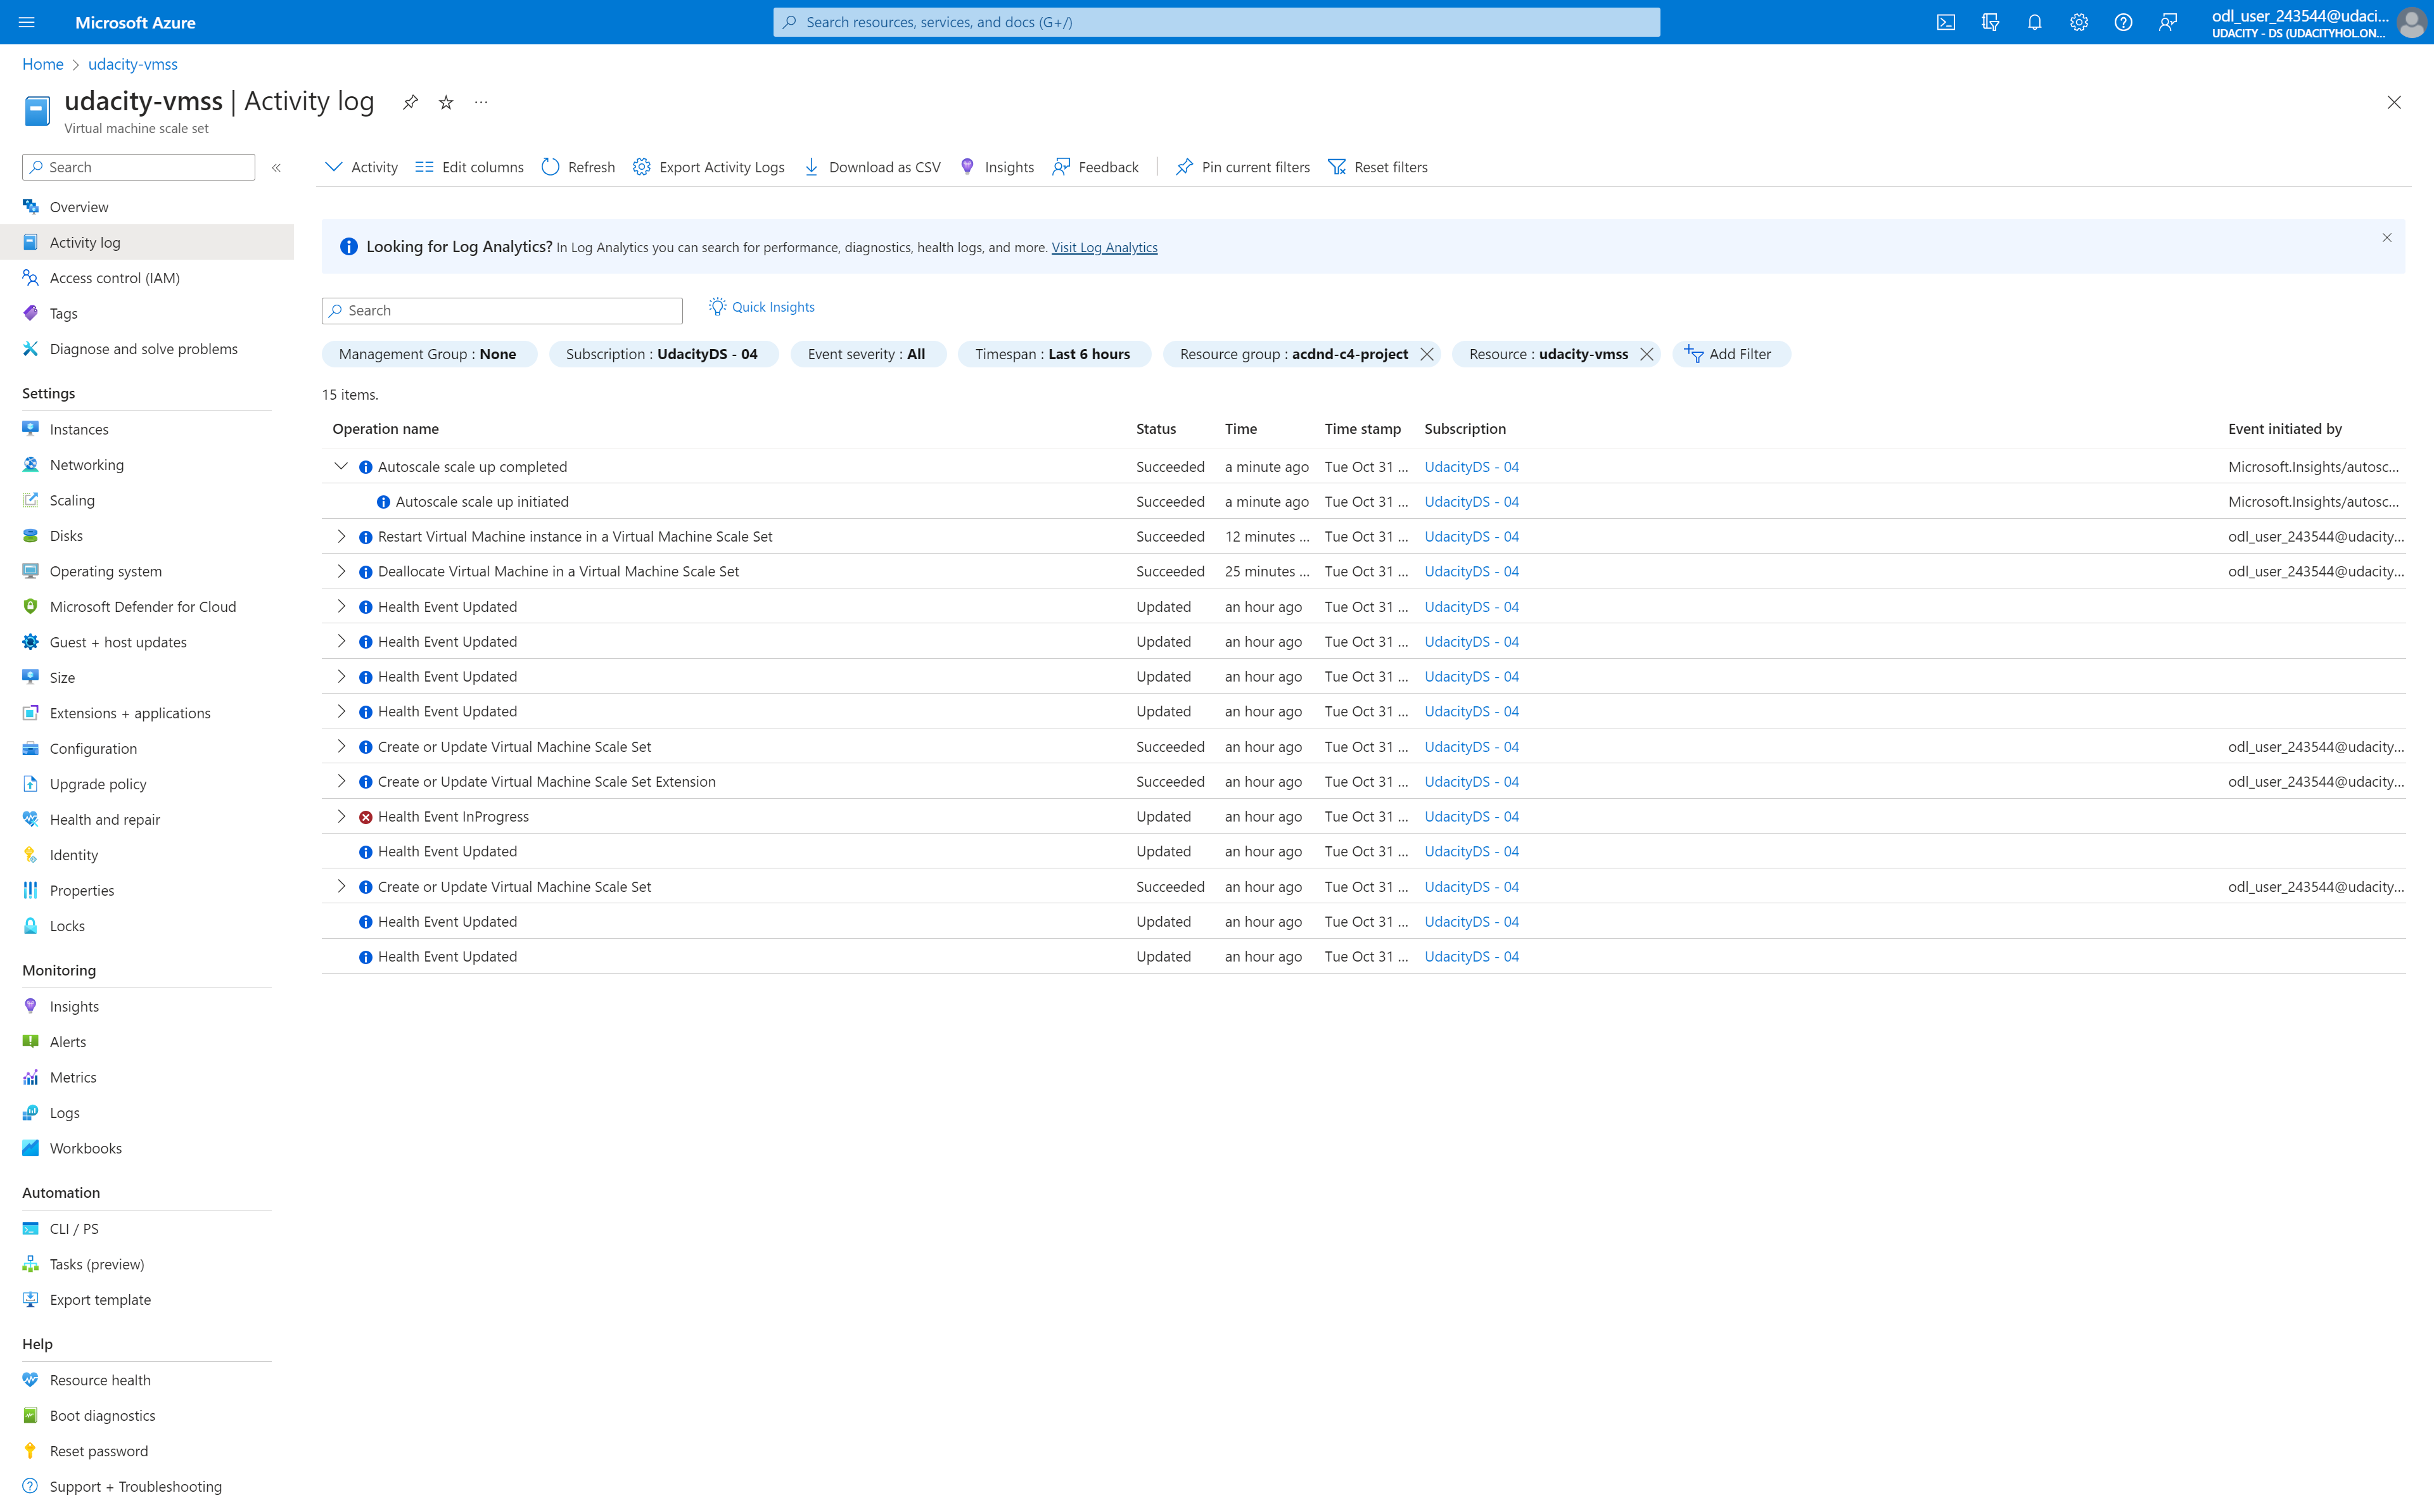 Microsoft Azure
Search resources, services, and docs (G+/)
odl_user_243544@udaci...
UDACITY - DS (UDACITYHOL.ON...
Home > udacity-vmss
udacity-vmss | Activity log
Virtual machine scale set
Search
Activity Edit columns Refresh Export Activity Logs Download as CSV Insights Feedback Pin current filters Reset filters
Overview
Activity log
Access control (IAM)
Tags
Diagnose and solve problems
Settings
Instances
Networking
Scaling
Disks
Operating system
Microsoft Defender for Cloud
Guest + host updates
Size
Extensions + applications
Configuration
Upgrade policy
Health and repair
Identity
Properties
Locks
Monitoring
Insights
Alerts
Metrics
Logs
Workbooks
Automation
CLI / PS
Tasks (preview)
Export template
Help
Resource health
Boot diagnostics
Reset password
Support + Troubleshooting
Looking for Log Analytics? In Log Analytics you can search for performance, diagnostics, health logs, and more. Visit Log Analytics
Search Quick Insights
Management Group : None Subscription : UdacityDS - 04 Event severity : All Timespan : Last 6 hours Resource group : acdnd-c4-project Resource : udacity-vmss Add Filter
15 items.
Operation name Status Time Time stamp Subscription Event initiated by
Autoscale scale up completed Succeeded a minute ago Tue Oct 31 ... UdacityDS - 04 Microsoft.Insights/autosc...
Autoscale scale up initiated Succeeded a minute ago Tue Oct 31 ... UdacityDS - 04 Microsoft.Insights/autosc...
Restart Virtual Machine instance in a Virtual Machine Scale Set Succeeded 12 minutes ... Tue Oct 31 ... UdacityDS - 04 odl_user_243544@udacity...
Deallocate Virtual Machine in a Virtual Machine Scale Set Succeeded 25 minutes ... Tue Oct 31 ... UdacityDS - 04 odl_user_243544@udacity...
Health Event Updated Updated an hour ago Tue Oct 31 ... UdacityDS - 04
Health Event Updated Updated an hour ago Tue Oct 31 ... UdacityDS - 04
Health Event Updated Updated an hour ago Tue Oct 31 ... UdacityDS - 04
Health Event Updated Updated an hour ago Tue Oct 31 ... UdacityDS - 04
Create or Update Virtual Machine Scale Set Succeeded an hour ago Tue Oct 31 ... UdacityDS - 04 odl_user_243544@udacity...
Create or Update Virtual Machine Scale Set Extension Succeeded an hour ago Tue Oct 31 ... UdacityDS - 04 odl_user_243544@udacity...
Health Event InProgress Updated an hour ago Tue Oct 31 ... UdacityDS - 04
Health Event Updated Updated an hour ago Tue Oct 31 ... UdacityDS - 04
Create or Update Virtual Machine Scale Set Succeeded an hour ago Tue Oct 31 ... UdacityDS - 04 odl_user_243544@udacity...
Health Event Updated Updated an hour ago Tue Oct 31 ... UdacityDS - 04
Health Event Updated Updated an hour ago Tue Oct 31 ... UdacityDS - 04